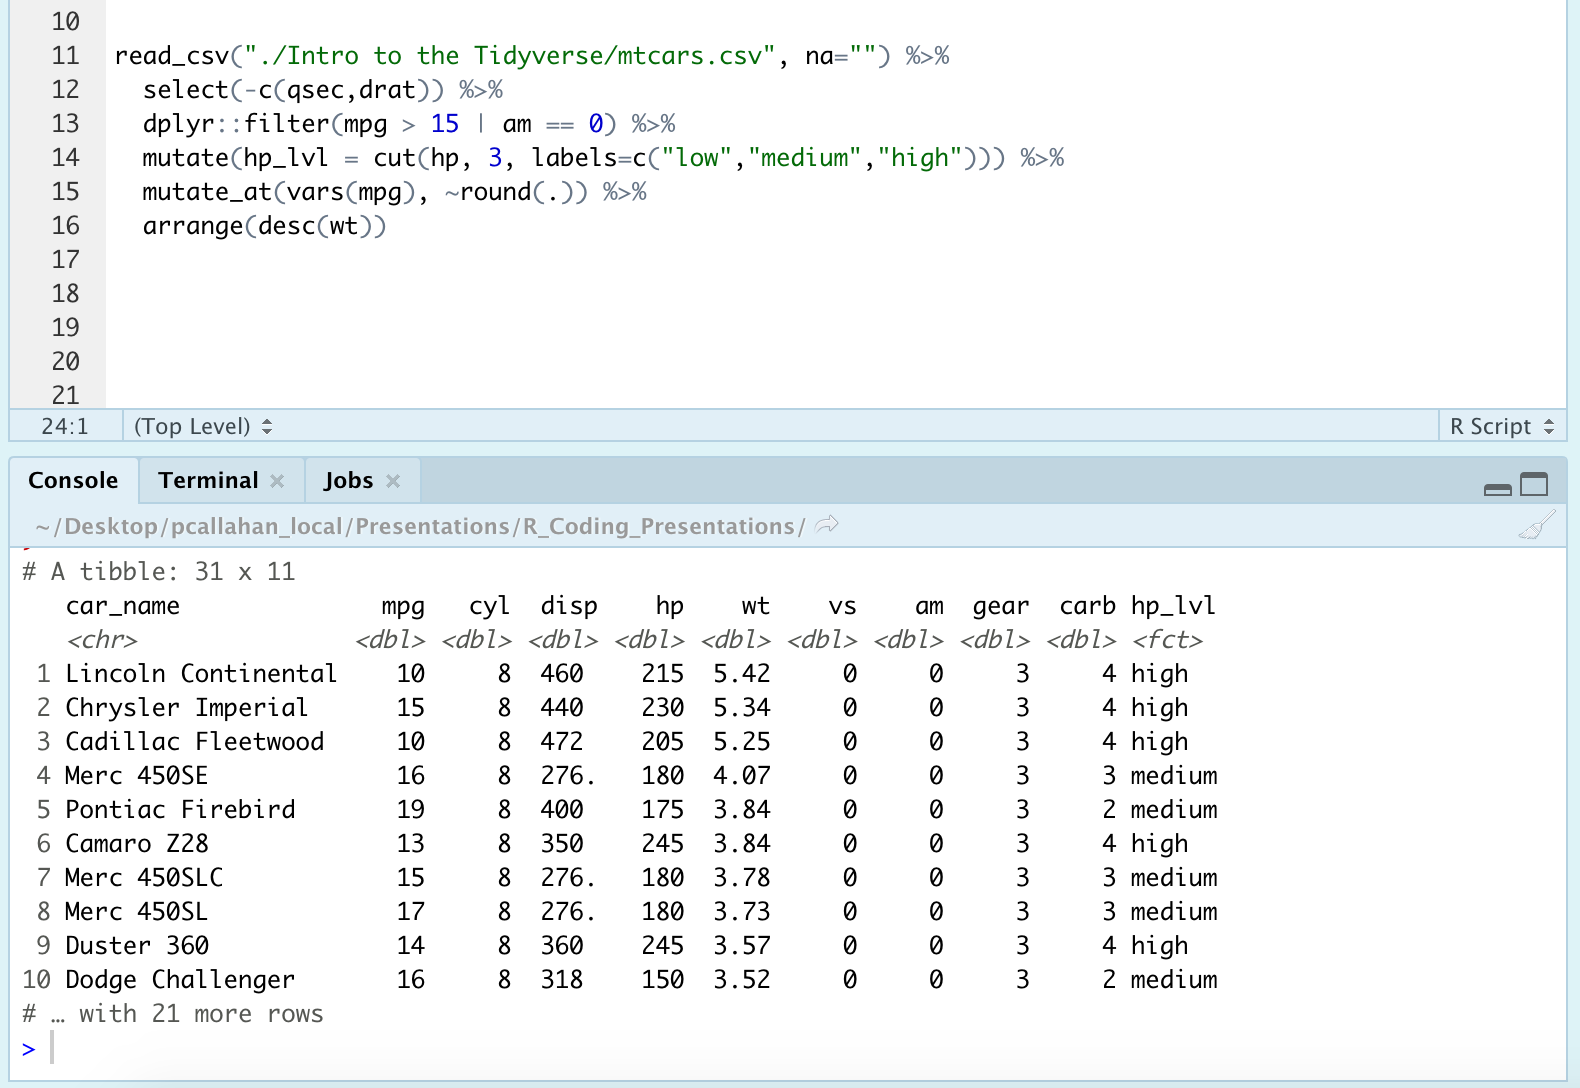 10
11 read_csv("./Intro to the Tidyverse/mtcars.csv", na="") %>%
12 select(-c(qsec,drat)) %>%
13 dplyr::filter(mpg > 15 | am == 0) %>%
14 mutate(hp_lvl = cut(hp, 3, labels=c("low","medium","high"))) %>%
15 mutate_at(vars(mpg), ~round(.)) %>%
16 arrange(desc(wt))
17
18
19
20
21
24:1 (Top Level) R Script
Console Terminal Jobs
~/Desktop/pcallahan_local/Presentations/R_Coding_Presentations/
# A tibble: 31 x 11
car_name mpg cyl disp hp wt vs am gear carb hp_lvl
<chr> <dbl> <dbl> <dbl> <dbl> <dbl> <dbl> <dbl> <dbl> <dbl> <fct>
1 Lincoln Continental 10 8 460 215 5.42 0 0 3 4 high
2 Chrysler Imperial 15 8 440 230 5.34 0 0 3 4 high
3 Cadillac Fleetwood 10 8 472 205 5.25 0 0 3 4 high
4 Merc 450SE 16 8 276. 180 4.07 0 0 3 3 medium
5 Pontiac Firebird 19 8 400 175 3.84 0 0 3 2 medium
6 Camaro Z28 13 8 350 245 3.84 0 0 3 4 high
7 Merc 450SLC 15 8 276. 180 3.78 0 0 3 3 medium
8 Merc 450SL 17 8 276. 180 3.73 0 0 3 3 medium
9 Duster 360 14 8 360 245 3.57 0 0 3 4 high
10 Dodge Challenger 16 8 318 150 3.52 0 0 3 2 medium
# … with 21 more rows
>